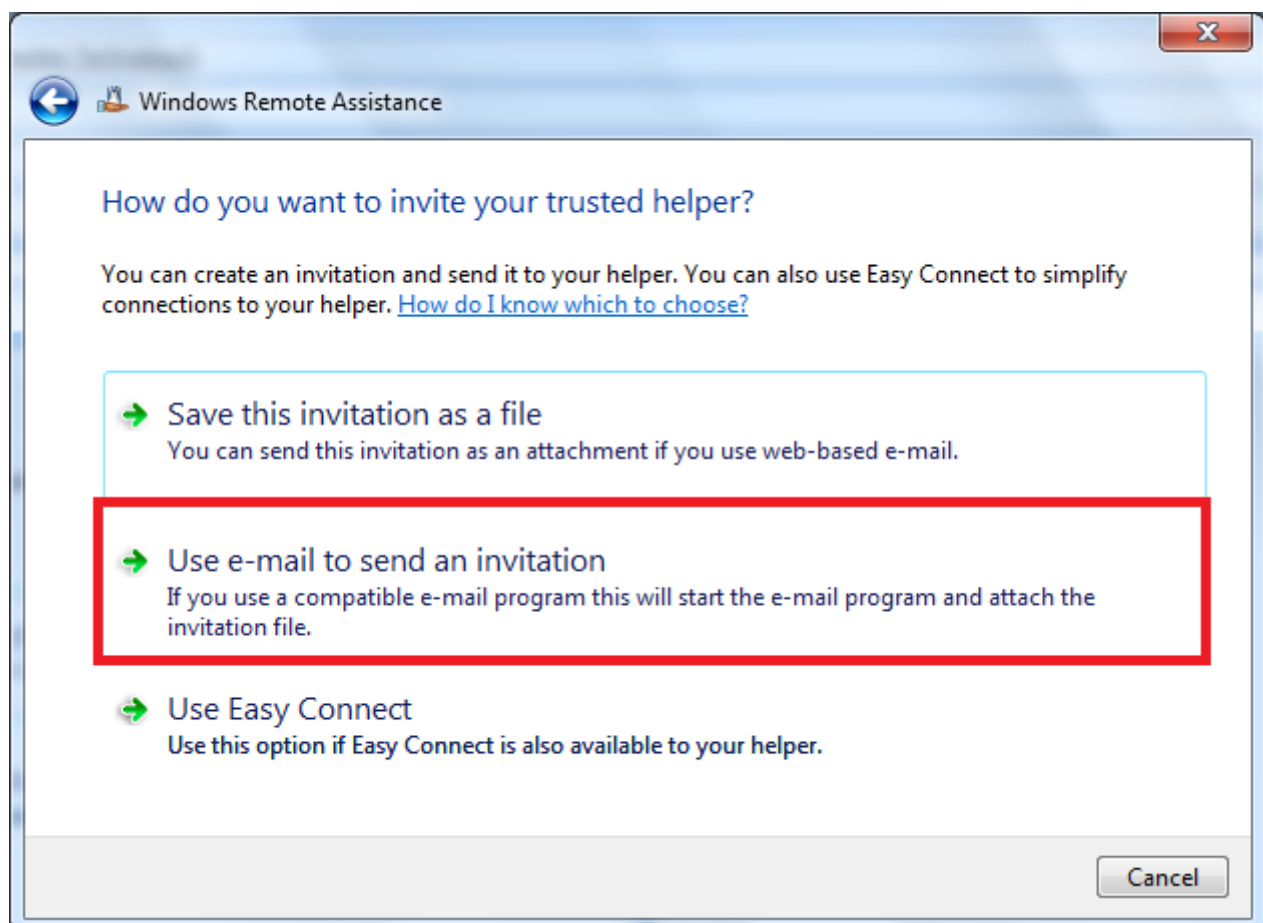 Windows Remote Assistance
How do you want to invite your trusted helper?
You can create an invitation and send it to your helper. You can also use Easy Connect to simplify
connections to your helper. How do I know which to choose?
Save this invitation as a file
You can send this invitation as an attachment if you use web-based e-mail.
Use e-mail to send an invitation
If you use a compatible e-mail program this will start the e-mail program and attach the
invitation file.
Use Easy Connect
Use this option if Easy Connect is also available to your helper.
Cancel